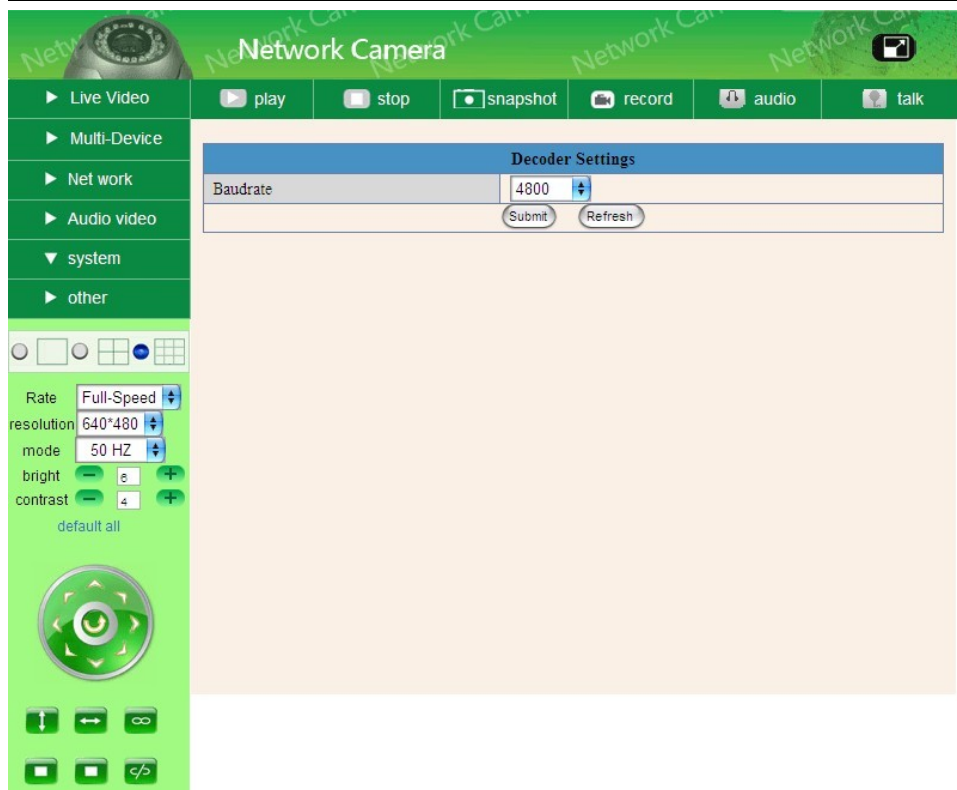 Network Camera
Network Camera
Live Video
play
stop
snapshot
record
audio
talk
Multi-Device
Net work
Audio video
system
other
Decoder Settings
Baudrate
4800
Submit
Refresh
Rate
Full-Speed
resolution
640*480
mode
50 HZ
bright
6
contrast
4
default all